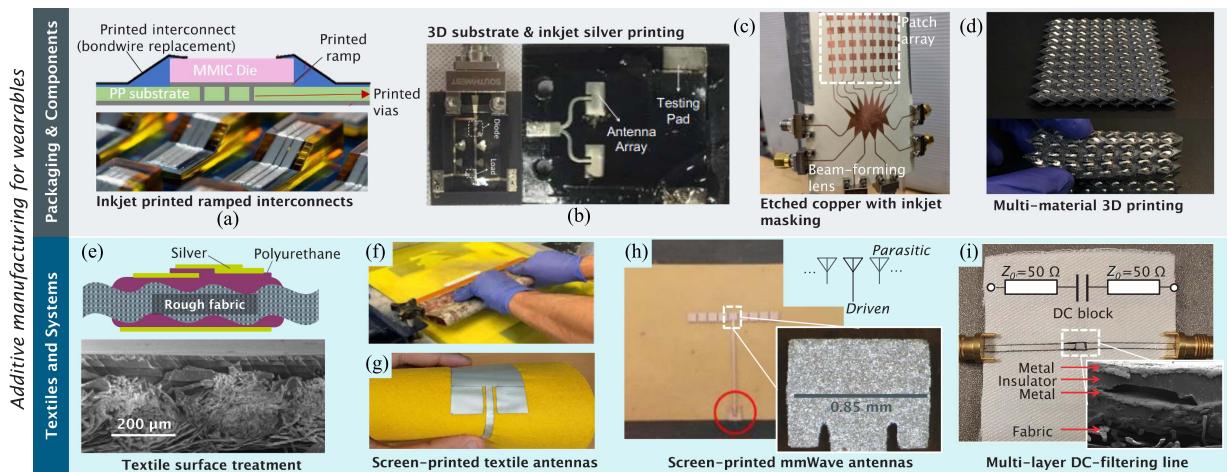 Additive manufacturing for wearables
Packaging & Components
Printed interconnect
(bondwire replacement)
Printed
ramp
MMIC Die
PP substrate
Printed
vias
Inkjet printed ramped interconnects
(a)
3D substrate & inkjet silver printing
SOUTHWEST
Diode
Load
Antenna
Array
Testing
Pad
(b)
(c)
Patch
array
Beam-forming
lens
Etched copper with inkjet
masking
(d)
Multi-material 3D printing
Textiles and Systems
(e)
Silver
Polyurethane
Rough fabric
200 μm
Textile surface treatment
(f)
(g)
Screen-printed textile antennas
(h)
Parasitic
... ...
Driven
0.85 mm
Screen-printed mmWave antennas
(i)
Z0=50 Ω
Z0=50 Ω
DC block
Metal
Insulator
Metal
Fabric
Multi-layer DC-filtering line